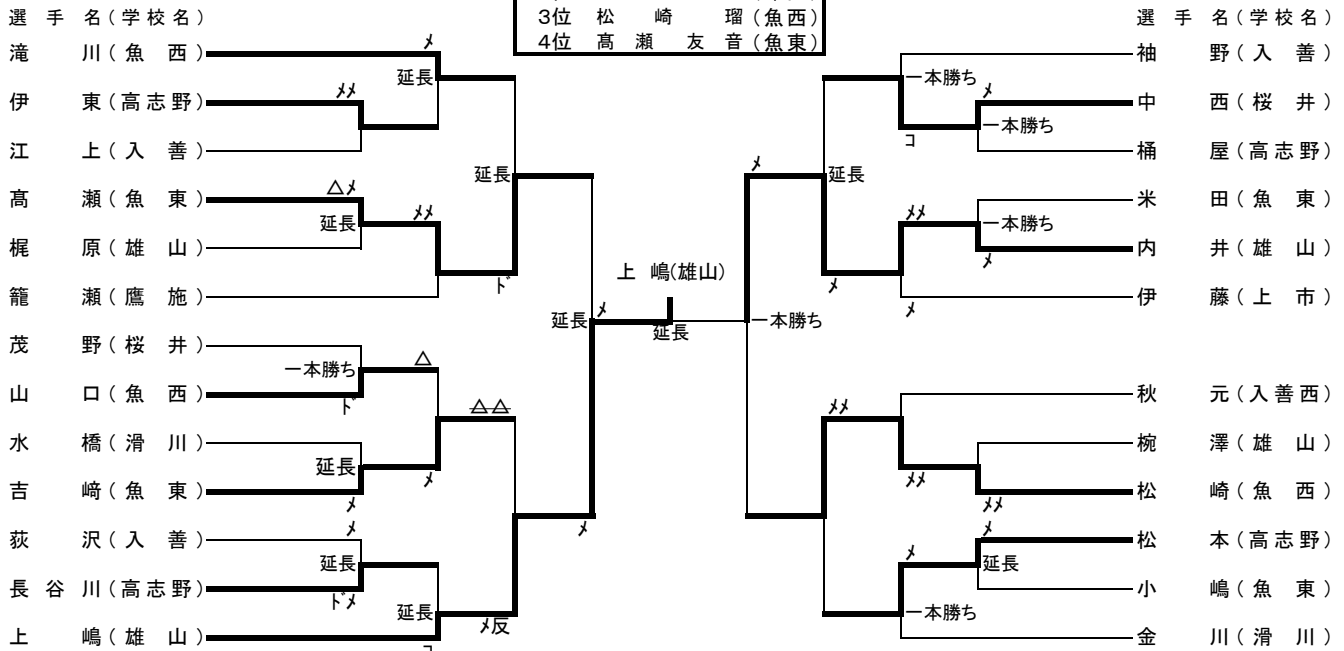 選手名(学校名)
3位 松崎 瑠(魚西)
4位 髙瀬友音(魚東)
選手名(学校名)
滝川(魚西)
メ
延長
伊東(高志野)
メメ
江上(入善)
髙瀬(魚東)
△メ
延長
メメ
梶原(雄山)
籠瀬(鷹施)
ド
延長
茂野(桜井)
一本勝ち
△
山口(魚西)
ド
△△
水橋(滑川)
延長
吉﨑(魚東)
メ
メ
荻沢(入善)
メ
延長
長谷川(高志野)
ドメ
延長
メ反
上嶋(雄山)
コ
メ
延長
メ
上嶋(雄山)
延長
一本勝ち
メ
延長
袖野(入善)
一本勝ち
メ
中西(桜井)
コ
一本勝ち
桶屋(高志野)
米田(魚東)
メメ
一本勝ち
内井(雄山)
メ
メ
伊藤(上市)
メ
秋元(入善西)
メメ
椀澤(雄山)
メメ
松崎(魚西)
メメ
松本(高志野)
メ
メ
延長
小嶋(魚東)
一本勝ち
金川(滑川)